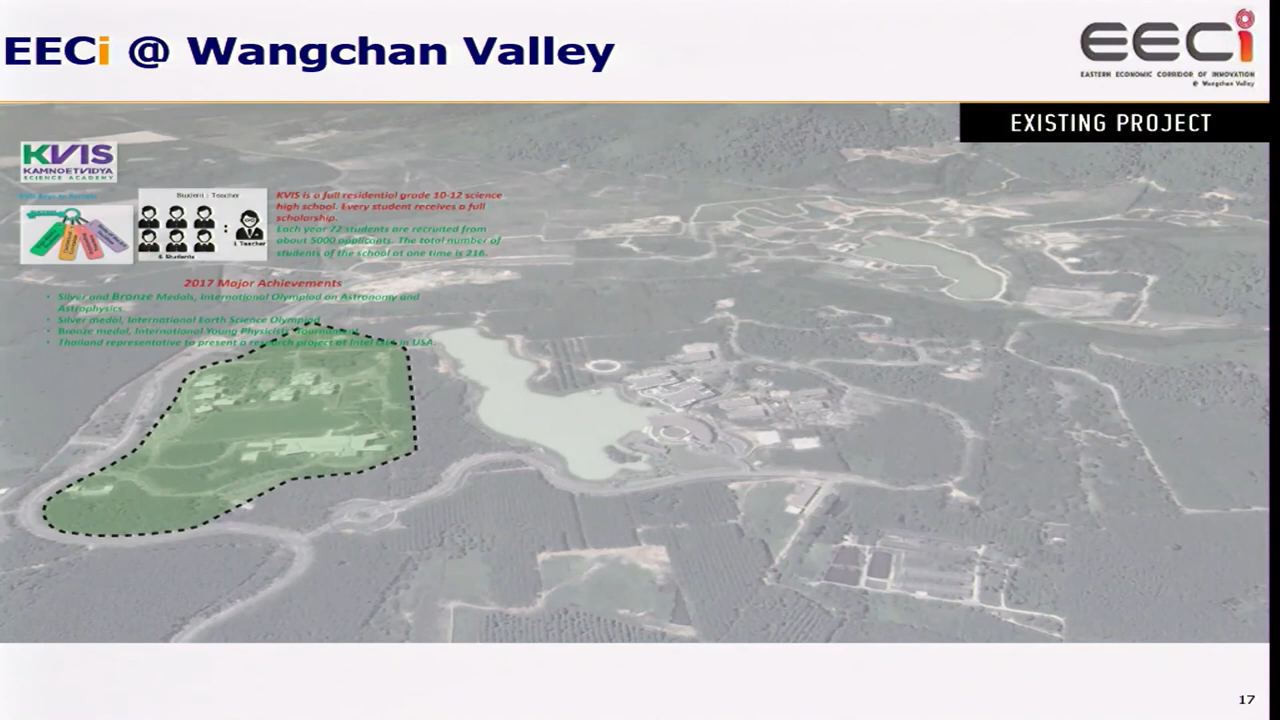 EECi @ Wangchan Valley
eeci
EASTERN ECONOMIC CORRIDOR OF INNOVATION
@ Wangchan Valley
EXISTING PROJECT
KVIS
KAMNOETVIDYA
SCIENCE ACADEMY
Student : Teacher
:
1 Teacher
6 Students
KVIS is a full residential grade 10-12 science
high school. Every student receives a full
scholarship.
Each year 72 students are recruited from
about 5000 applicants. The total number of
students of the school at one time is 216.
2017 Major Achievements
• Silver and Bronze Medals, International Olympiad on Astronomy and
Astrophysics.
• Silver medal, International Earth Science Olympiad
• Bronze medal, International Young Physicists' Tournament
• Thailand representative to present a research project at Intel in USA.
17